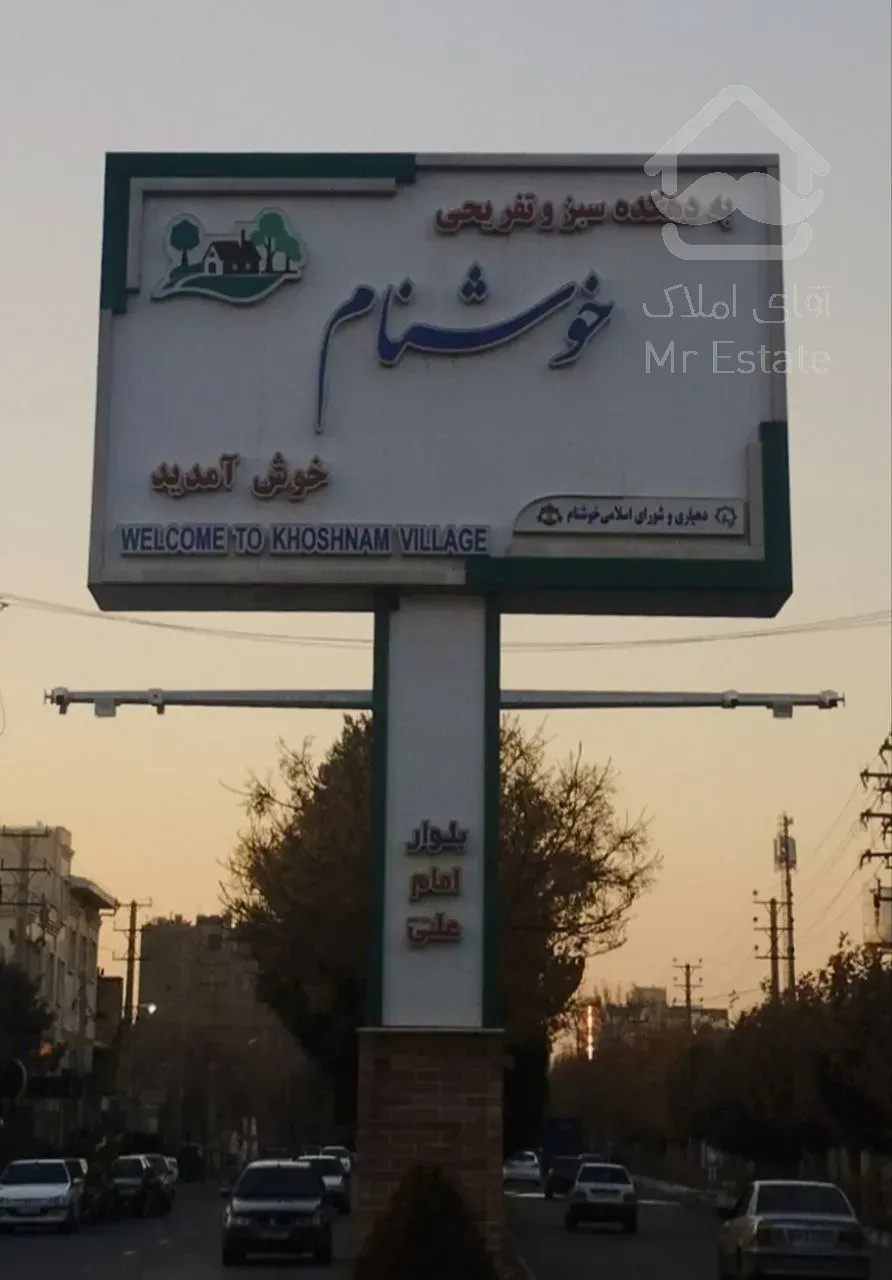 به دهکده سبز و تفریحی
خوشنام
خوش آمدید
WELCOME TO KHOSHNAM VILLAGE
دهیاری و شورای اسلامی خوشنام
بلوار
امام
علی
آقای املاک
Mr Estate